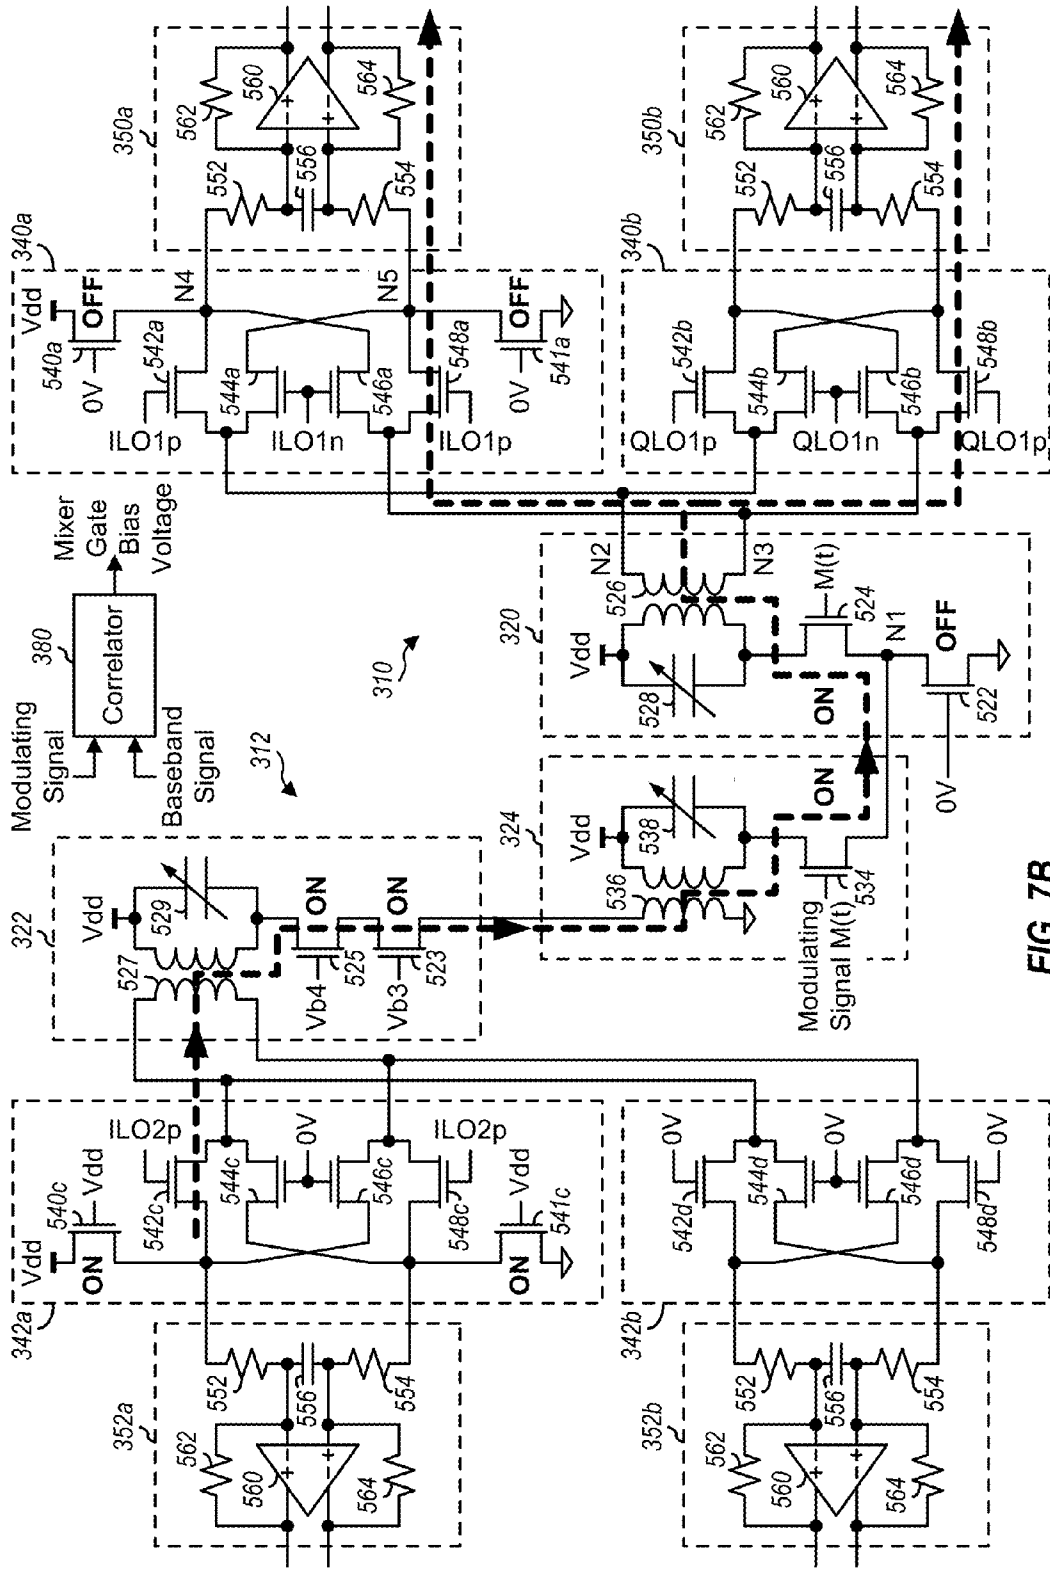 Modulating
Signal
Baseband
Signal
380
Correlator
Mixer
Gate
Bias
Voltage
312
310
342a
Vdd
540c
Vdd
ON
ILO2p
542c
544c
0V
546c
ILO2p
548c
Vdd
541c
ON
352a
562
560
564
552
556
554
342b
0V
542d
544d
0V
546d
0V
548d
352b
562
560
564
552
556
554
322
Vdd
527
529
ON
525
Vb4
ON
523
Vb3
324
Vdd
536
538
ON
534
Modulating
Signal M(t)
320
Vdd
526
528
N2
N3
M(t)
524
ON
N1
OFF
522
0V
340a
Vdd
540a
OFF
0V
542a
ILO1p
544a
ILO1n
546a
ILO1p
548a
N4
N5
OFF
0V
541a
350a
562
560
564
552
556
554
340b
QLO1p
542b
544b
QLO1n
546b
QLO1p
548b
350b
562
560
564
552
556
554
FIG. 7B